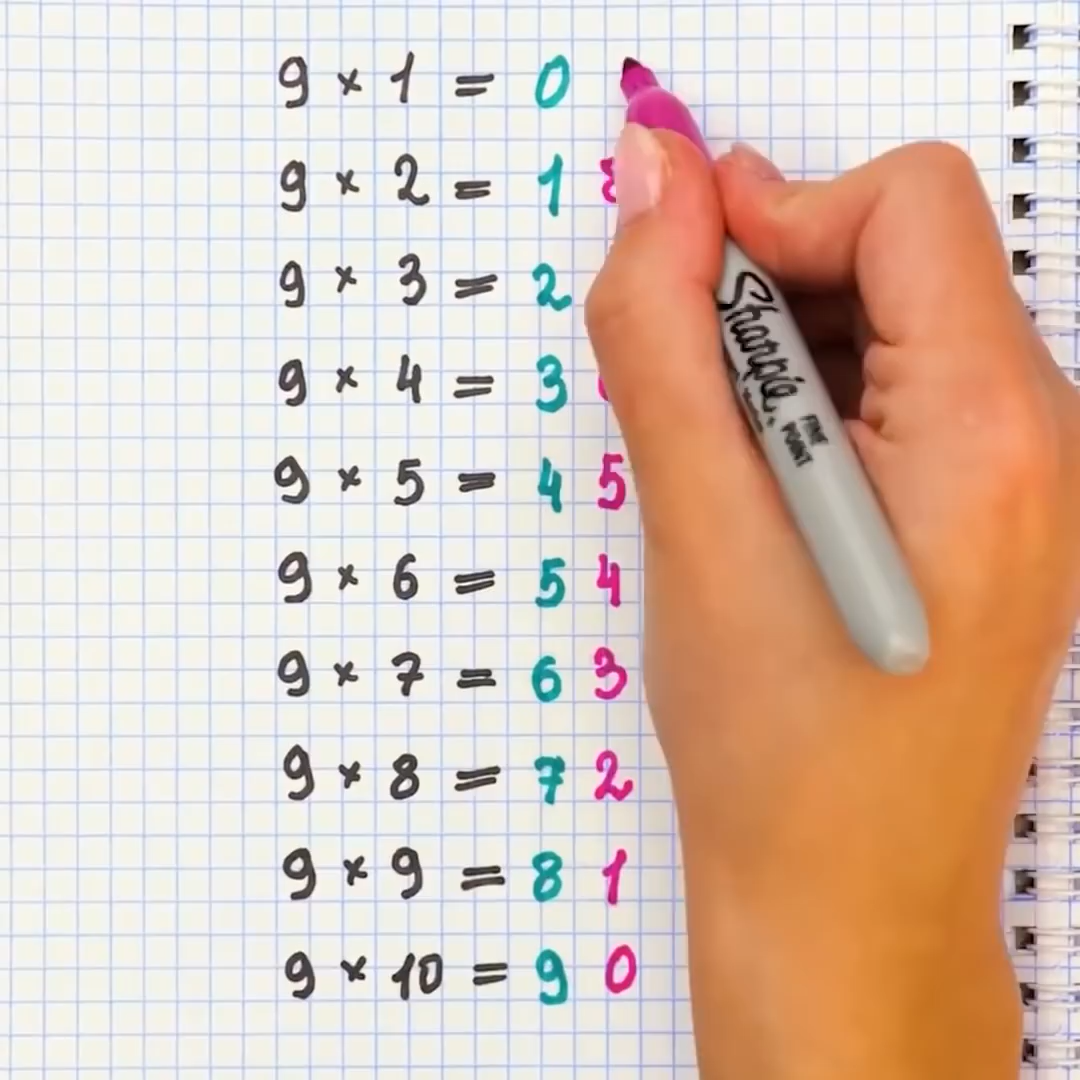 9 × 1 = 0
9 × 2 = 1
9 × 3 = 2
9 × 4 = 3
9 × 5 = 4 5
9 × 6 = 5 4
9 × 7 = 6 3
9 × 8 = 7 2
9 × 9 = 8 1
9 × 10 = 9 0
Sharpie
FINE
POINT